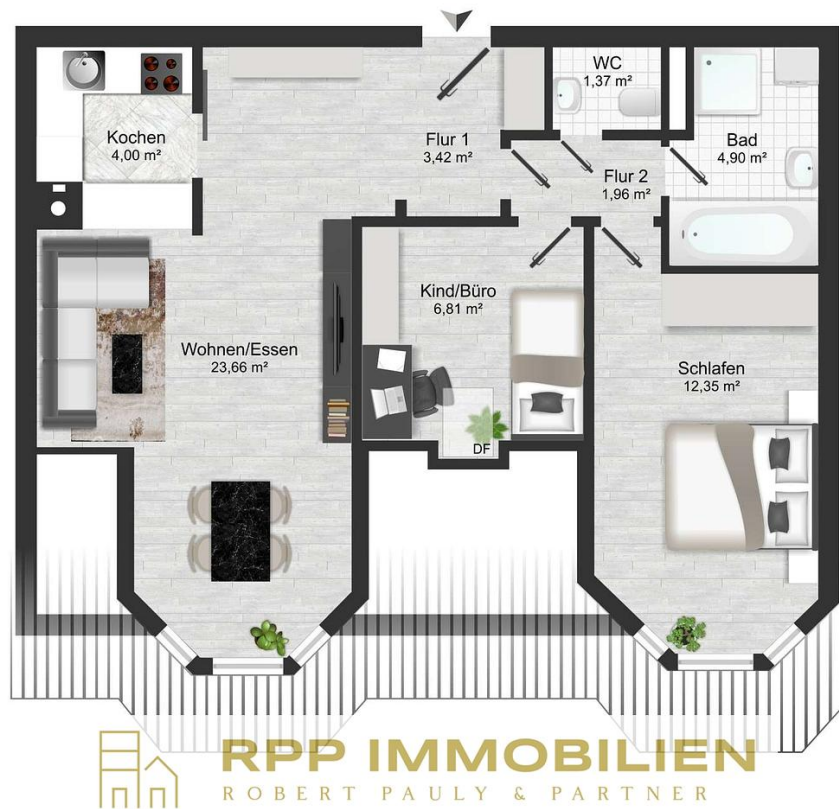 WC
1,37 m²
Kochen
4,00 m²
Flur 1
3,42 m²
Bad
4,90 m²
Flur 2
1,96 m²
Kind/Büro
6,81 m²
Wohnen/Essen
23,66 m²
Schlafen
12,35 m²
DF
RPP IMMOBILIEN
ROBERT PAULY & PARTNER